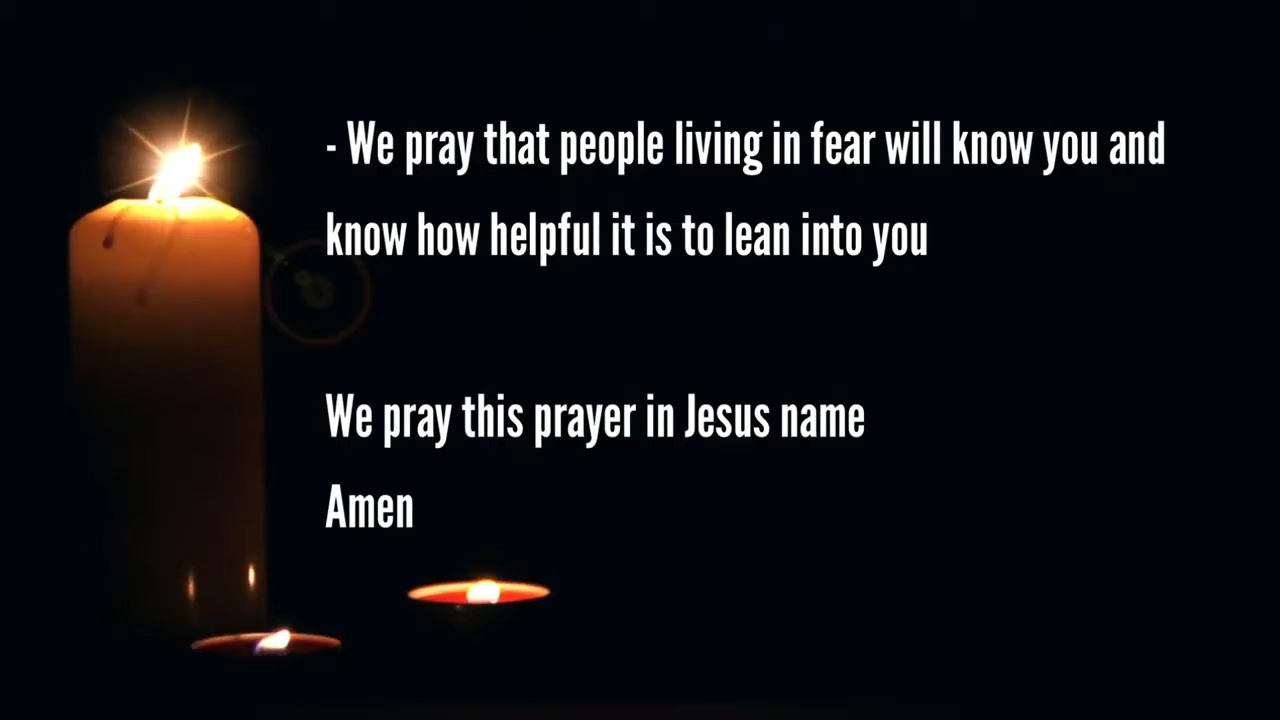 - We pray that people living in fear will know you and
know how helpful it is to lean into you
We pray this prayer in Jesus name
Amen